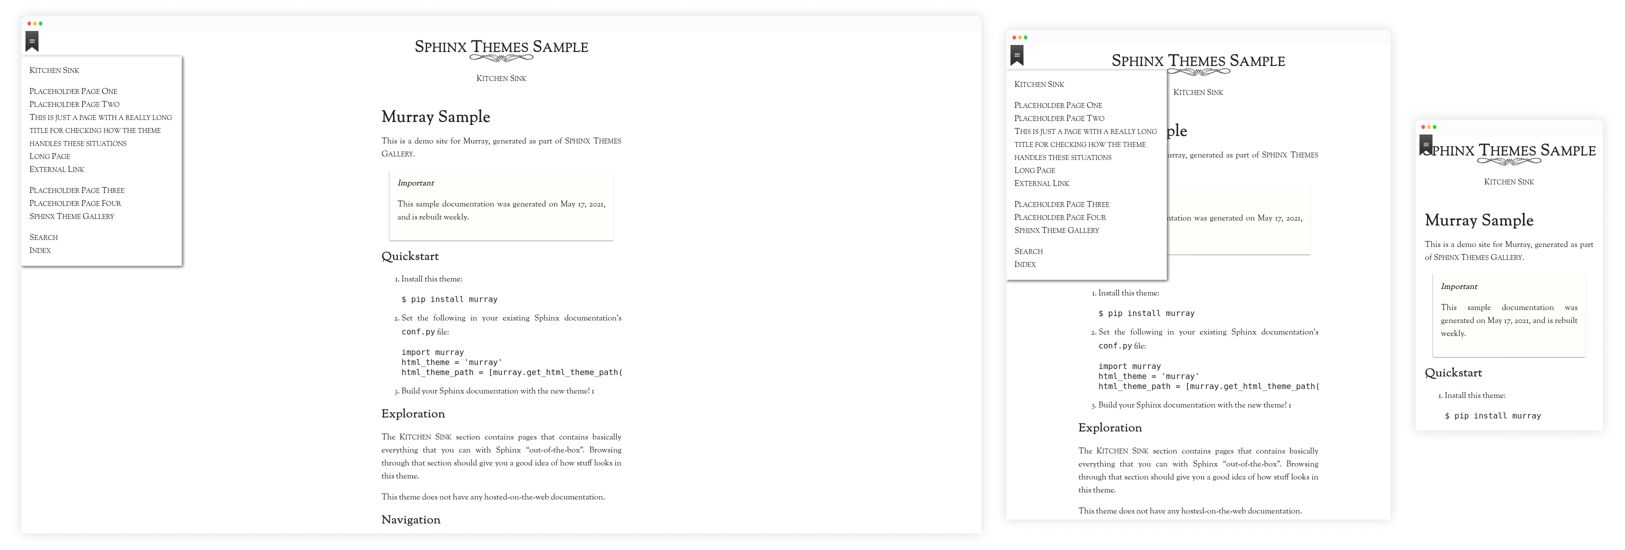 SPHINX THEMES SAMPLE
KITCHEN SINK
KITCHEN SINK
PLACEHOLDER PAGE ONE
PLACEHOLDER PAGE TWO
THIS IS JUST A PAGE WITH A REALLY LONG
TITLE FOR CHECKING HOW THE THEME
HANDLES THESE SITUATIONS
LONG PAGE
EXTERNAL LINK
PLACEHOLDER PAGE THREE
PLACEHOLDER PAGE FOUR
SPHINX THEME GALLERY
SEARCH
INDEX
Murray Sample
This is a demo site for Murray, generated as part of SPHINX THEMES
GALLERY.
Important
This sample documentation was generated on May 17, 2021,
and is rebuilt weekly.
Quickstart
1. Install this theme:
$ pip install murray
2. Set the following in your existing Sphinx documentation's
conf.py file:
import murray
html_theme = 'murray'
html_theme_path = [murray.get_html_theme_path(
3. Build your Sphinx documentation with the new theme! 1
Exploration
The KITCHEN SINK section contains pages that contains basically
everything that you can with Sphinx “out-of-the-box”. Browsing
through that section should give you a good idea of how stuff looks in
this theme.
This theme does not have any hosted-on-the-web documentation.
Navigation
SPHINX THEMES SAMPLE
KITCHEN SINK
KITCHEN SINK
PLACEHOLDER PAGE ONE
PLACEHOLDER PAGE TWO
THIS IS JUST A PAGE WITH A REALLY LONG
TITLE FOR CHECKING HOW THE THEME
HANDLES THESE SITUATIONS
LONG PAGE
EXTERNAL LINK
PLACEHOLDER PAGE THREE
PLACEHOLDER PAGE FOUR
SPHINX THEME GALLERY
SEARCH
INDEX
ple
urray, generated as part of SPHINX THEMES
ntation was generated on May 17, 2021,
1. Install this theme:
$ pip install murray
2. Set the following in your existing Sphinx documentation's
conf.py file:
import murray
html_theme = 'murray'
html_theme_path = [murray.get_html_theme_path(
3. Build your Sphinx documentation with the new theme! 1
Exploration
The KITCHEN SINK section contains pages that contains basically
everything that you can with Sphinx “out-of-the-box”. Browsing
through that section should give you a good idea of how stuff looks in
this theme.
This theme does not have any hosted-on-the-web documentation.
SPHINX THEMES SAMPLE
KITCHEN SINK
Murray Sample
This is a demo site for Murray, generated as part
of SPHINX THEMES GALLERY.
Important
This sample documentation was
generated on May 17, 2021, and is rebuilt
weekly.
Quickstart
1. Install this theme:
$ pip install murray